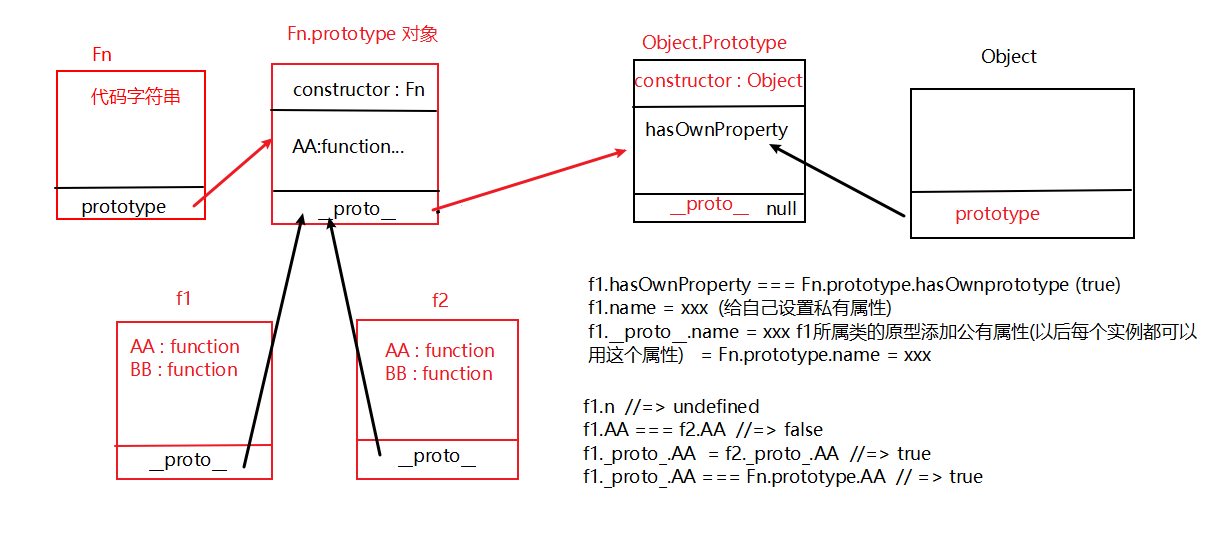 Fn
代码字符串
prototype
Fn.prototype 对象
constructor : Fn
AA:function...
__proto__
Object.Prototype
constructor : Object
hasOwnProperty
__proto__ null
Object
prototype
f1
AA : function
BB : function
__proto__
f2
AA : function
BB : function
__proto__
f1.hasOwnProperty === Fn.prototype.hasOwnprototype (true)
f1.name = xxx (给自己设置私有属性)
f1.__proto__.name = xxx f1所属类的原型添加公有属性(以后每个实例都可以
用这个属性) = Fn.prototype.name = xxx
f1.n //=> undefined
f1.AA === f2.AA //=> false
f1._proto_.AA = f2._proto_.AA //=> true
f1._proto_.AA === Fn.prototype.AA // => true